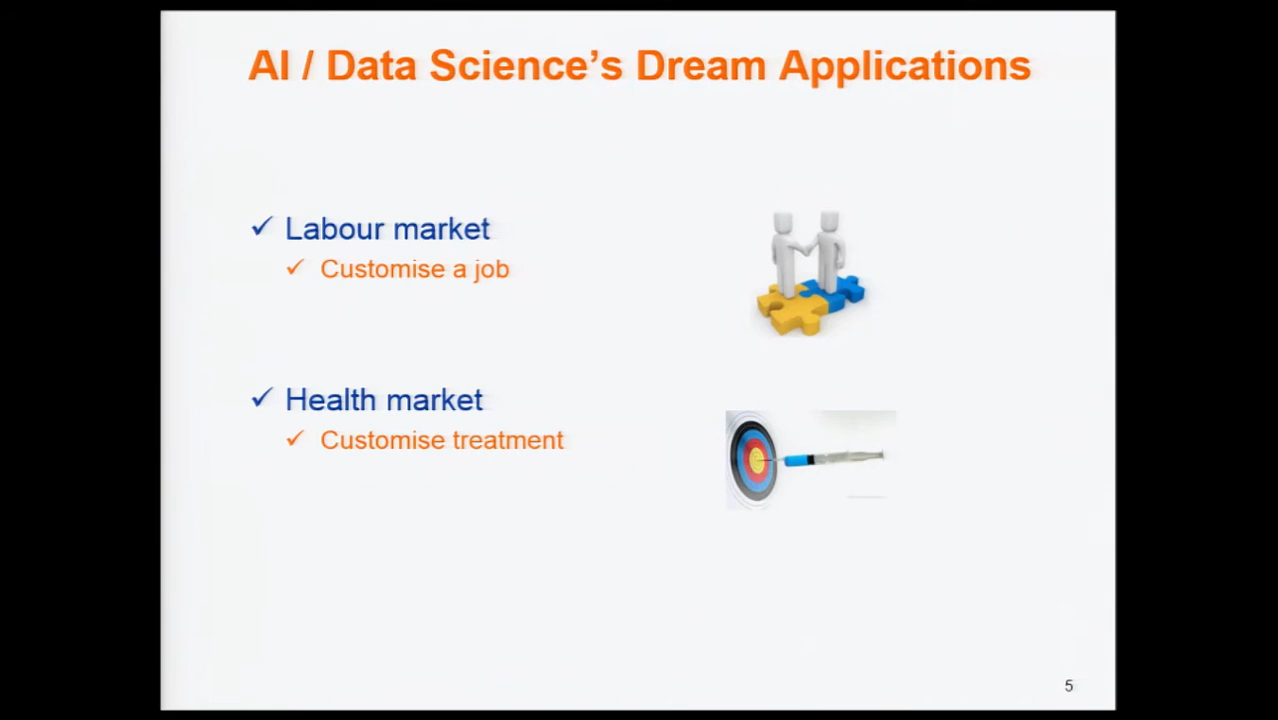 AI / Data Science’s Dream Applications
✓ Labour market
✓ Customise a job
✓ Health market
✓ Customise treatment
5